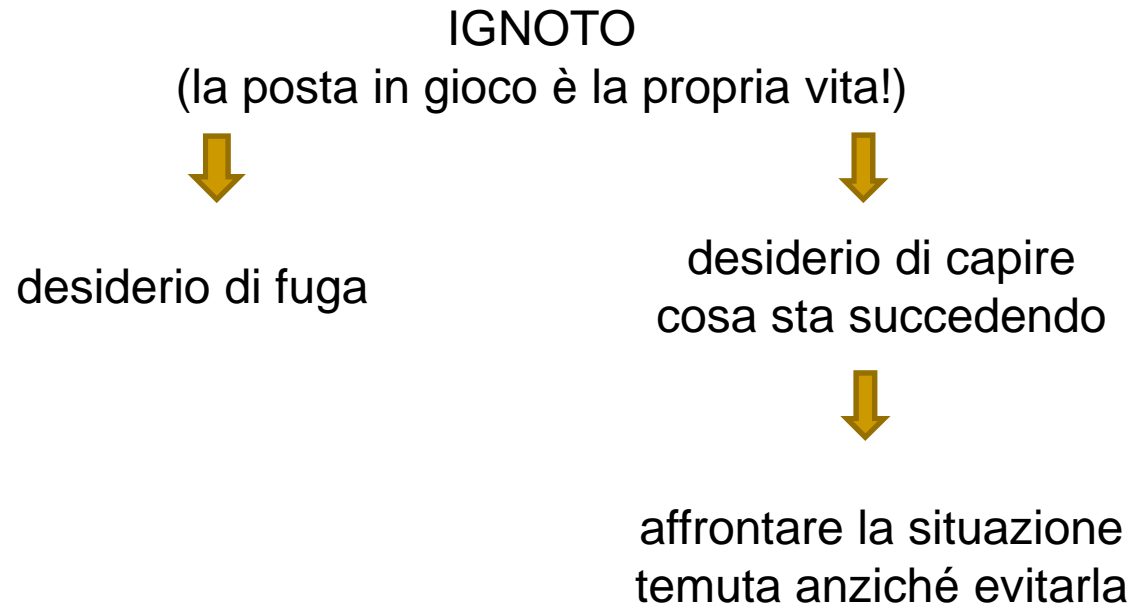 IGNOTO
(la posta in gioco è la propria vita!)
desiderio di fuga
desiderio di capire
cosa sta succedendo
affrontare la situazione
temuta anziché evitarla